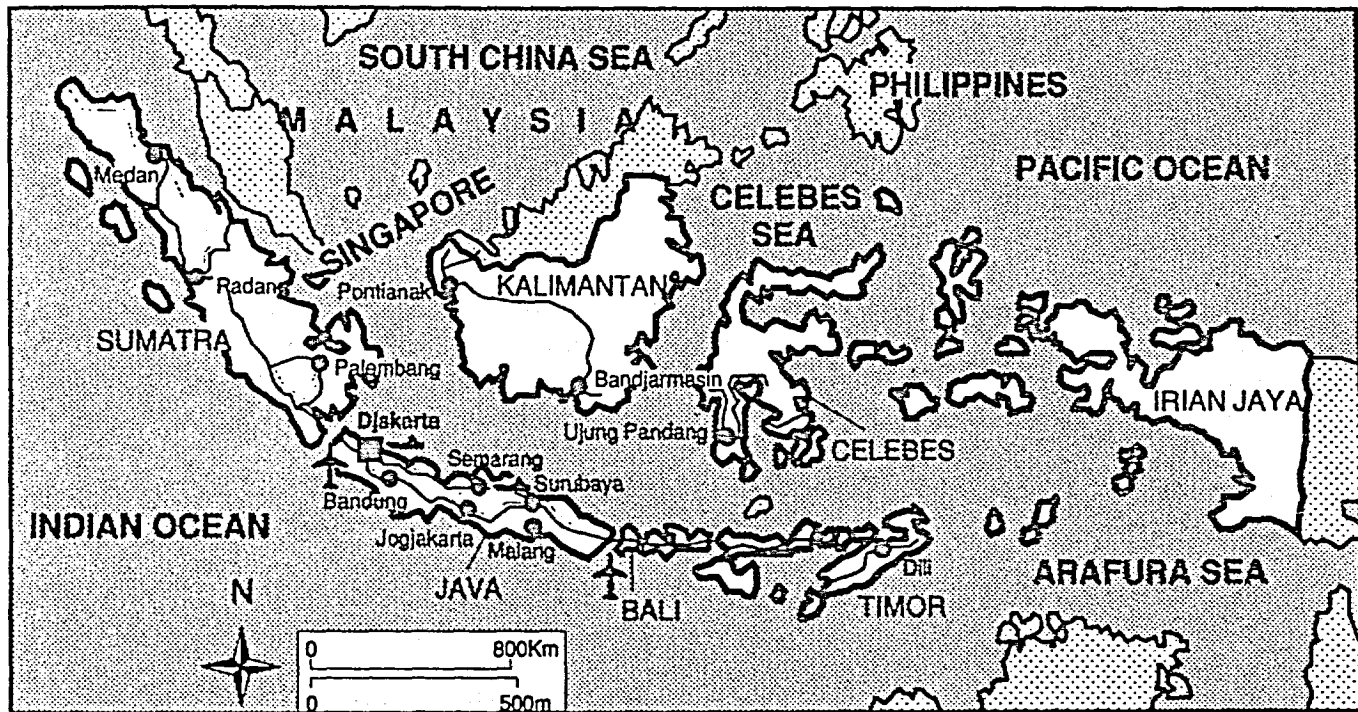 SOUTH CHINA SEA
PHILIPPINES
MALAYSIA
Medan
PACIFIC OCEAN
SINGAPORE
CELEBES
SEA
Radang
Pontianak
KALIMANTAN
SUMATRA
Palembang
Bandjarmasin
IRIAN JAYA
Djakarta
Ujung Pandang
CELEBES
Semarang
Surubaya
Bandung
INDIAN OCEAN
Jogjakarta
Malang
Dili
ARAFURA SEA
JAVA
BALI
TIMOR
N
0 800Km
0 500m